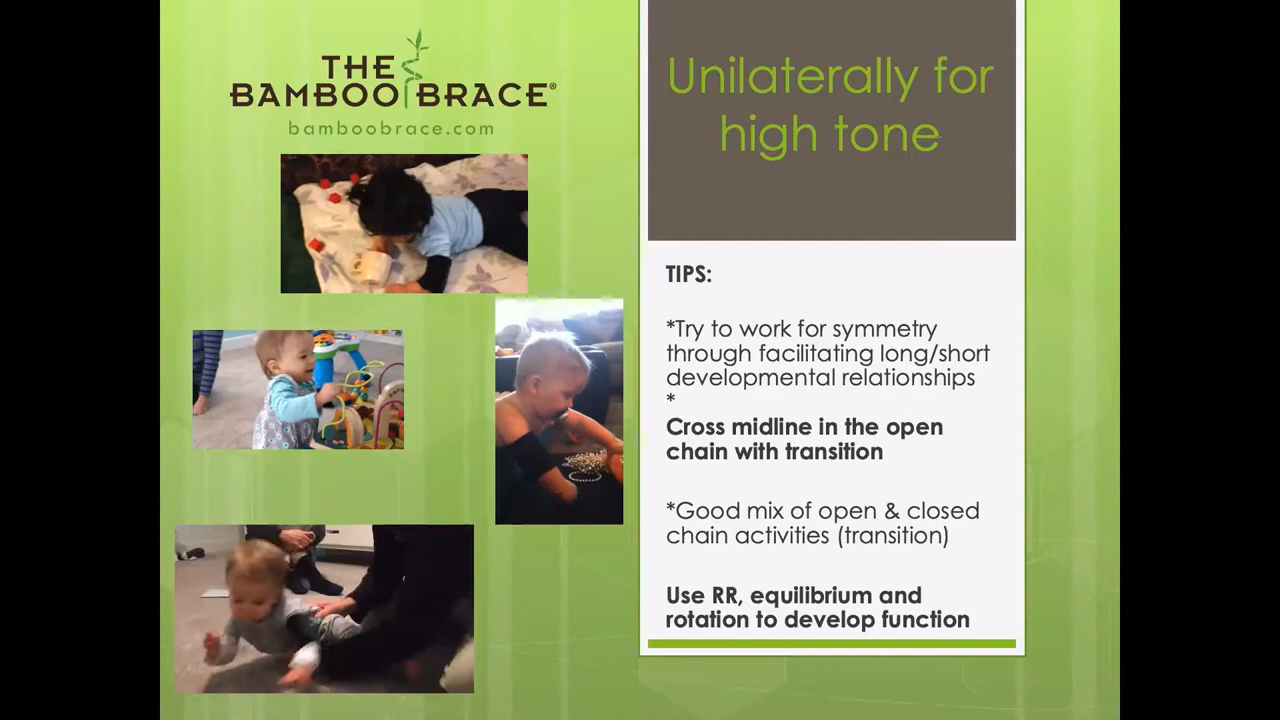 THE
BAMBOO BRACE®
bamboobrace.com
Unilaterally for
high tone
TIPS:
*Try to work for symmetry
through facilitating long/short
developmental relationships
*
Cross midline in the open
chain with transition
*Good mix of open & closed
chain activities (transition)
Use RR, equilibrium and
rotation to develop function